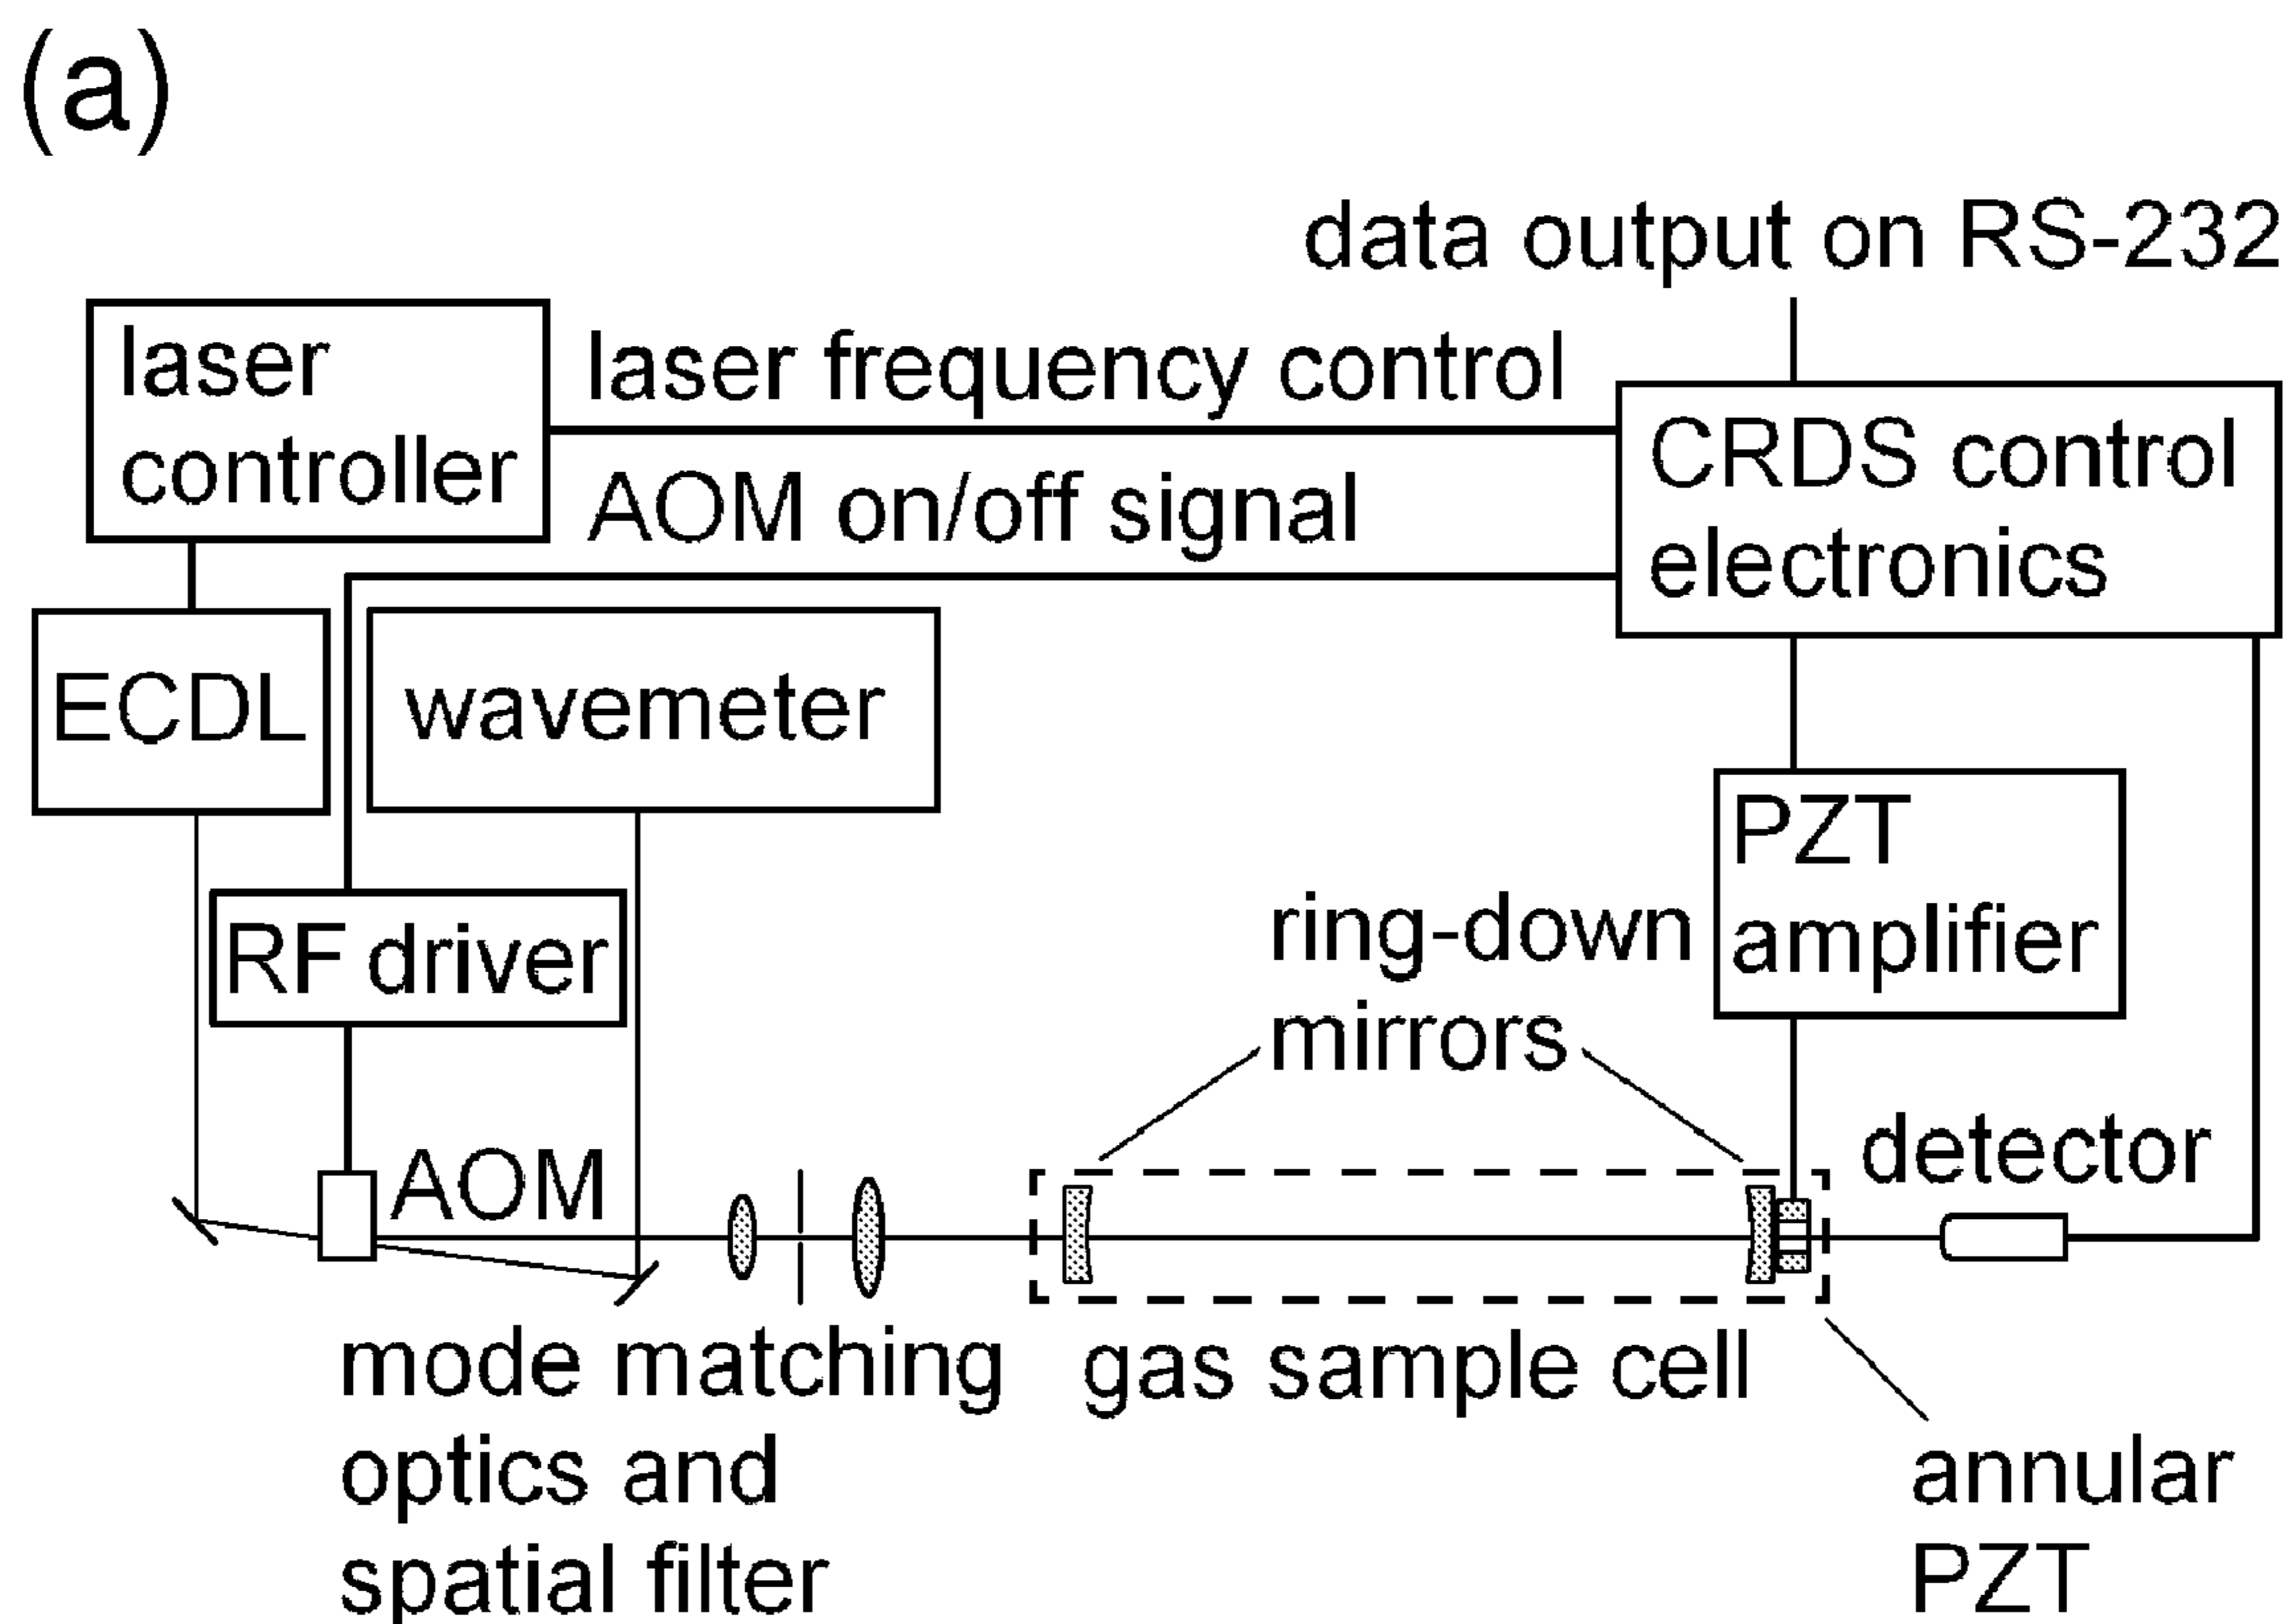 (a)
data output on RS-232
laser
controller
laser frequency control
AOM on/off signal
CRDS control
electronics
ECDL
wavemeter
PZT
amplifier
RF driver
ring-down
mirrors
AOM
detector
mode matching
optics and
spatial filter
gas sample cell
annular
PZT